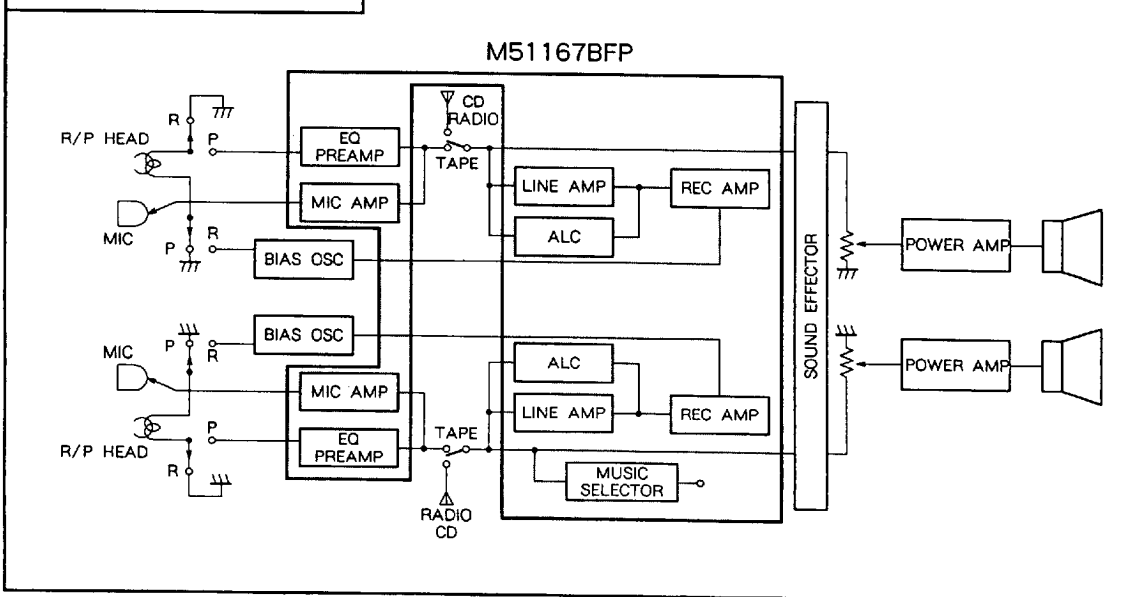 M51167BFP
CD
RADIO
R
P
R/P HEAD
EQ
PREAMP
TAPE
LINE AMP
REC AMP
MIC AMP
MIC
ALC
R
P
BIAS OSC
SOUND EFFECTOR
POWER AMP
BIAS OSC
P
R
MIC
ALC
POWER AMP
MIC AMP
LINE AMP
REC AMP
R/P HEAD
P
EQ
PREAMP
TAPE
R
MUSIC
SELECTOR
RADIO
CD